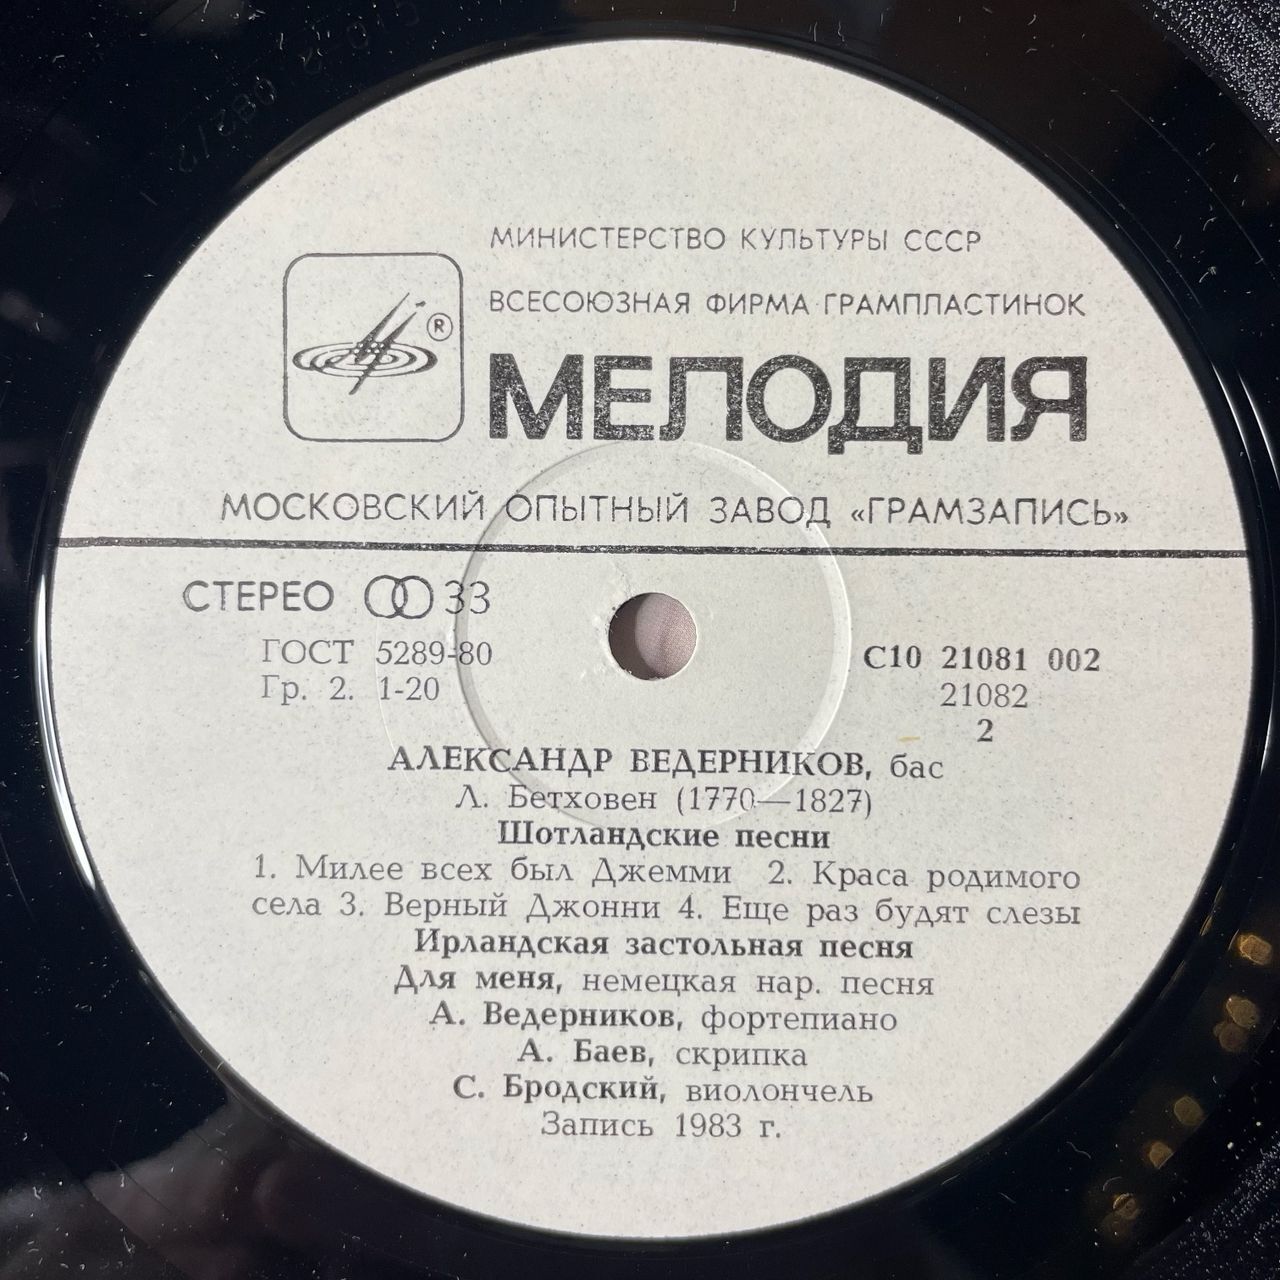 МИНИСТЕРСТВО КУЛЬТУРЫ СССР
ВСЕСОЮЗНАЯ ФИРМА ГРАМПЛАСТИНОК
®
МЕЛОДИЯ
МОСКОВСКИЙ ОПЫТНЫЙ ЗАВОД «ГРАМЗАПИСЬ»
СТЕРЕО 33
ГОСТ 5289-80
Гр. 2. 1-20
С10 21081 002
21082
2
АЛЕКСАНДР ВЕДЕРНИКОВ, бас
Л. Бетховен (1770—1827)
Шотландские песни
1. Милее всех был Джемми 2. Краса родимого
села 3. Верный Джонни 4. Еще раз будят слезы
Ирландская застольная песня
Для меня, немецкая нар. песня
А. Ведерников, фортепиано
А. Баев, скрипка
С. Бродский, виолончель
Запись 1983 г.